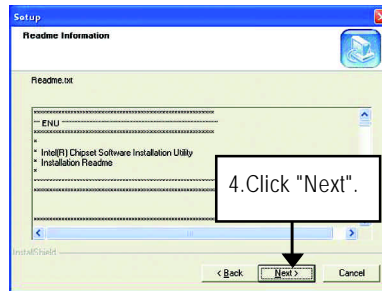 Setup
Readme Information
Readme.txt
************************************************
** ENU
************************************************
*
* Intel(R) Chipset Software Installation Utility
* Installation Readme
*
4.Click "Next".
InstallShield
< Back
Next >
Cancel